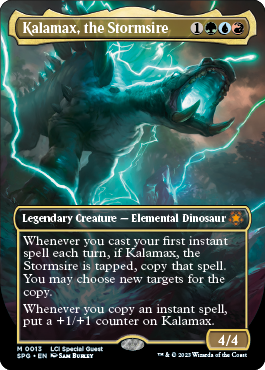 Kalamax, the Stormsire 1
Legendary Creature — Elemental Dinosaur
Whenever you cast your first instant
spell each turn, if Kalamax, the
Stormsire is tapped, copy that spell.
You may choose new targets for
the copy.
Whenever you copy an instant spell,
put a +1/+1 counter on Kalamax.
4/4
M 0013 LCI Special Guest
SPG • EN Sam Burley
™ & © 2023 Wizards of the Coast